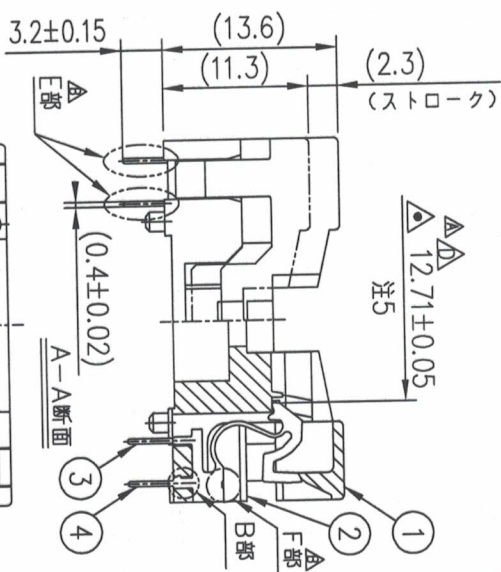 (13.6)
3.2±0.15
(11.3)
(2.3)
(ストローク)
E部
12.71±0.05
D
注5
(0.4±0.02)
A-A断面
3
4
B部
F部
2
1